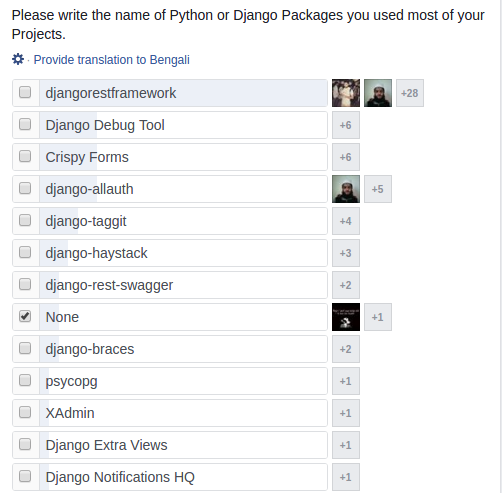 Please write the name of Python or Django Packages you used most of your
Projects.
· Provide translation to Bengali
djangorestframework +28
Django Debug Tool +6
Crispy Forms +6
django-allauth +5
django-taggit +4
django-haystack +3
django-rest-swagger +2
None +1
django-braces +2
psycopg +1
XAdmin +1
Django Extra Views +1
Django Notifications HQ +1